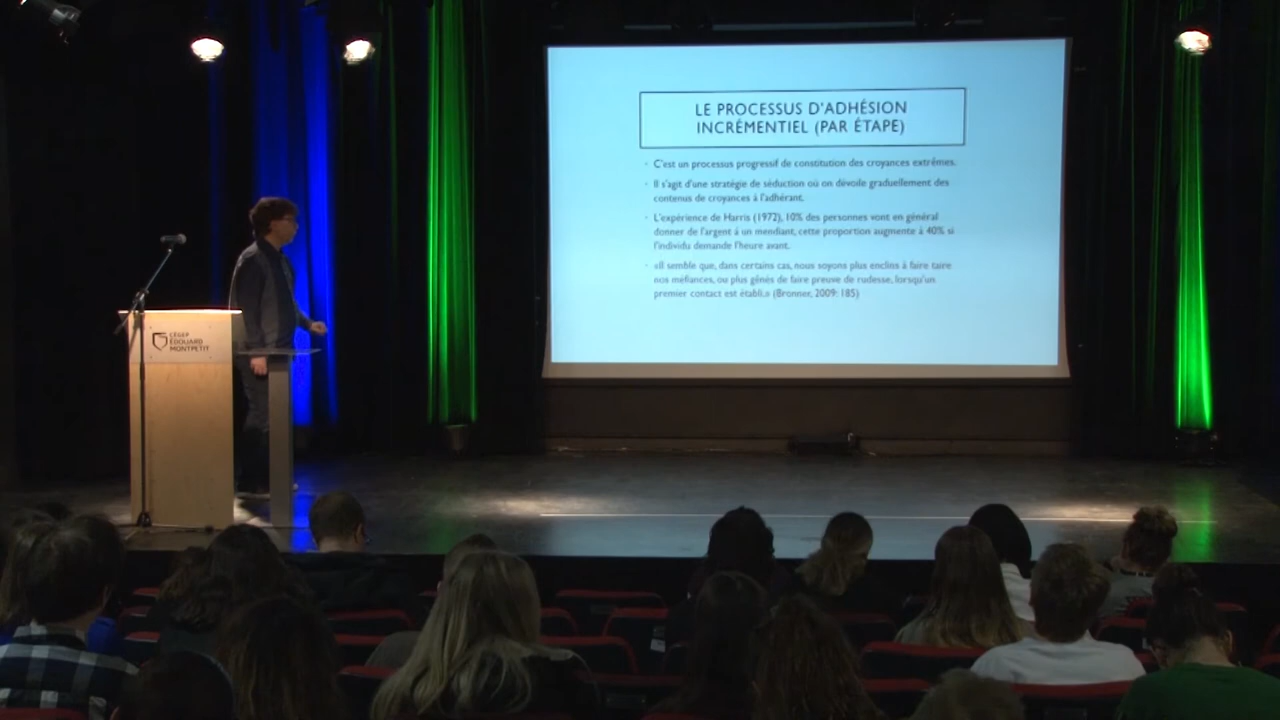 LE PROCESSUS D'ADHÉSION
INCRÉMENTIEL (PAR ÉTAPE)
• C'est un processus progressif de constitution des croyances extrêmes.
• Il s'agit d'une stratégie de séduction où on dévoile graduellement des
contenus de croyances à l'adhérant.
• L'expérience de Harris (1972), 10% des personnes vont en général
donner de l'argent à un mendiant, cette proportion augmente à 40% si
l'individu demande l'heure avant.
• «Il semble que, dans certains cas, nous soyons plus enclins à faire taire
nos méfiances, ou plus gênés de faire preuve de rudesse, lorsqu'un
premier contact est établi.» (Bronner, 2009: 185)
CÉGEP
ÉDOUARD
MONTPETIT